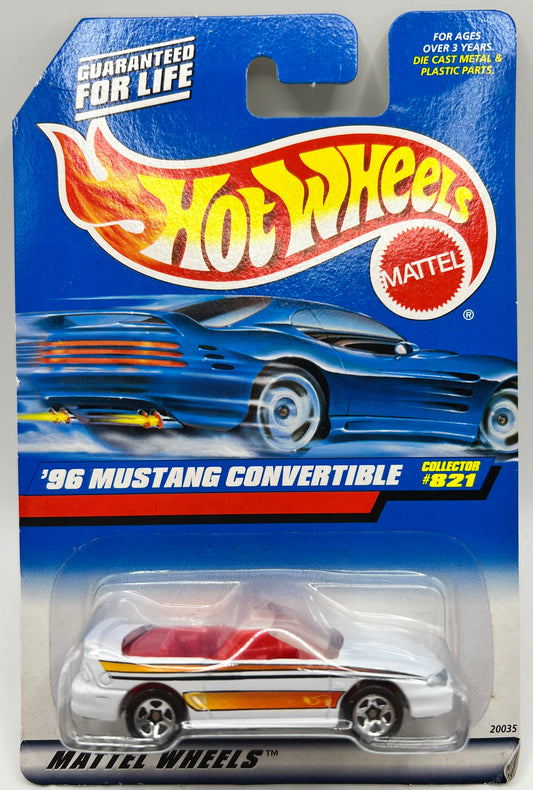 GUARANTEED
FOR LIFE
FOR AGES
OVER 3 YEARS.
DIE CAST METAL &
PLASTIC PARTS.
HOT WHEELS
MATTEL
®
'96 MUSTANG CONVERTIBLE
COLLECTOR
#821
20035
MATTEL WHEELS™